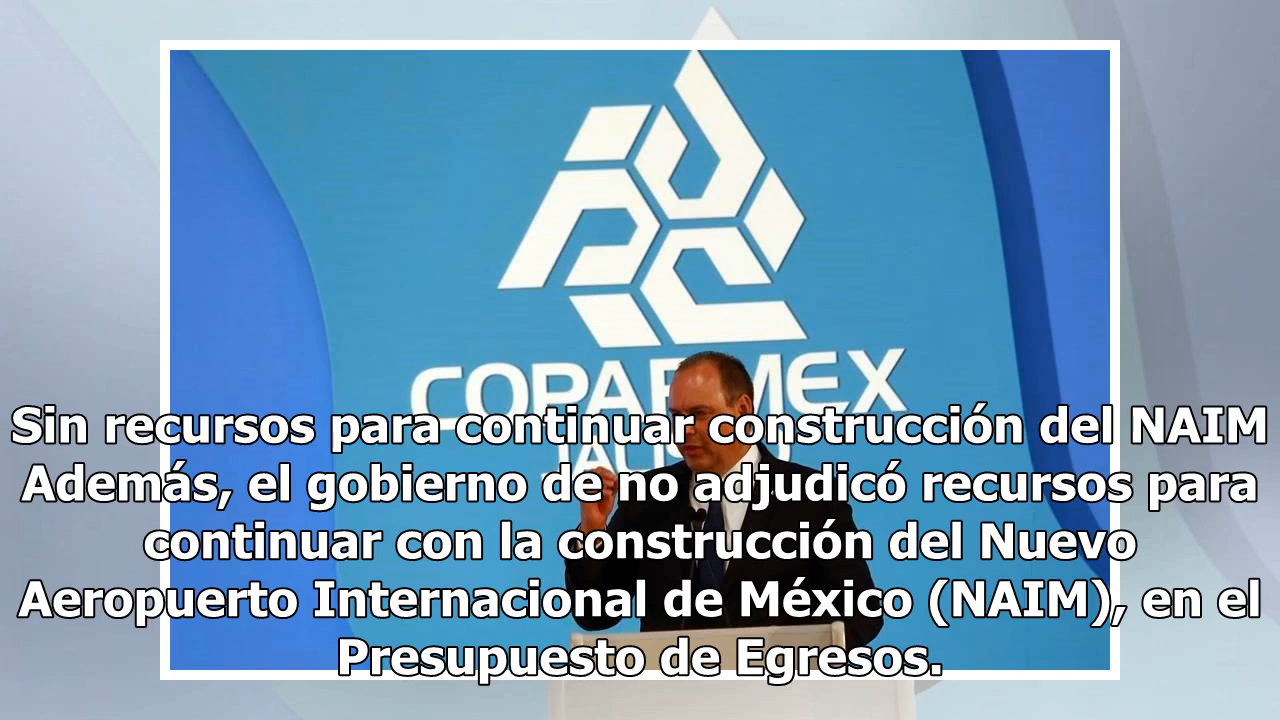 COPARMEX
JALISCO
Sin recursos para continuar construcción del NAIM
Además, el gobierno de no adjudicó recursos para
continuar con la construcción del Nuevo
Aeropuerto Internacional de México (NAIM), en el
Presupuesto de Egresos.